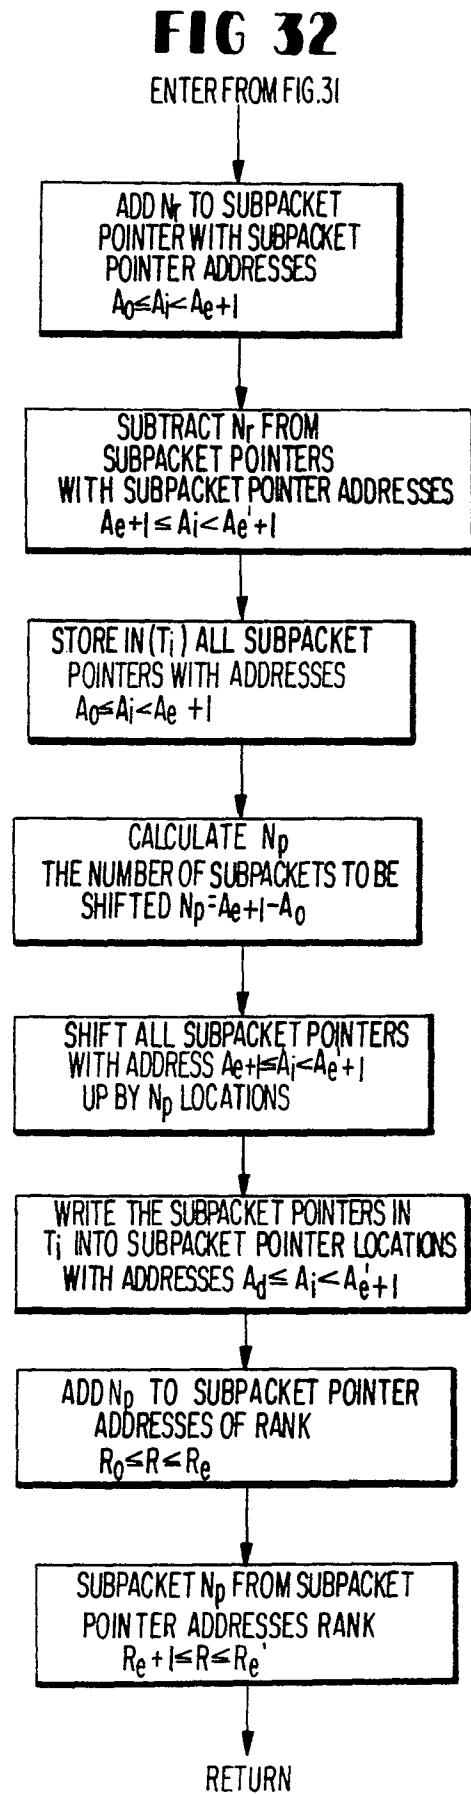 FIG 32
ENTER FROM FIG.31
ADD Nr TO SUBPACKET
POINTER WITH SUBPACKET
POINTER ADDRESSES
Ao≤Ai<Ae+1
SUBTRACT Nr FROM
SUBPACKET POINTERS
WITH SUBPACKET POINTER ADDRESSES
Ae+1≤Ai<Ae'+1
STORE IN (Ti) ALL SUBPACKET
POINTERS WITH ADDRESSES
Ao≤Ai<Ae +1
CALCULATE Np
THE NUMBER OF SUBPACKETS TO BE
SHIFTED Np=Ae+1-Ao
SHIFT ALL SUBPACKET POINTERS
WITH ADDRESS Ae+1≤Ai<Ae'+1
UP BY Np LOCATIONS
WRITE THE SUBPACKET POINTERS IN
Ti INTO SUBPACKET POINTER LOCATIONS
WITH ADDRESSES Ad≤Ai<Ae'+1
ADD Np TO SUBPACKET POINTER
ADDRESSES OF RANK
Ro≤R≤Re
SUBPACKET Np FROM SUBPACKET
POINTER ADDRESSES RANK
Re+1≤R≤Re'
RETURN